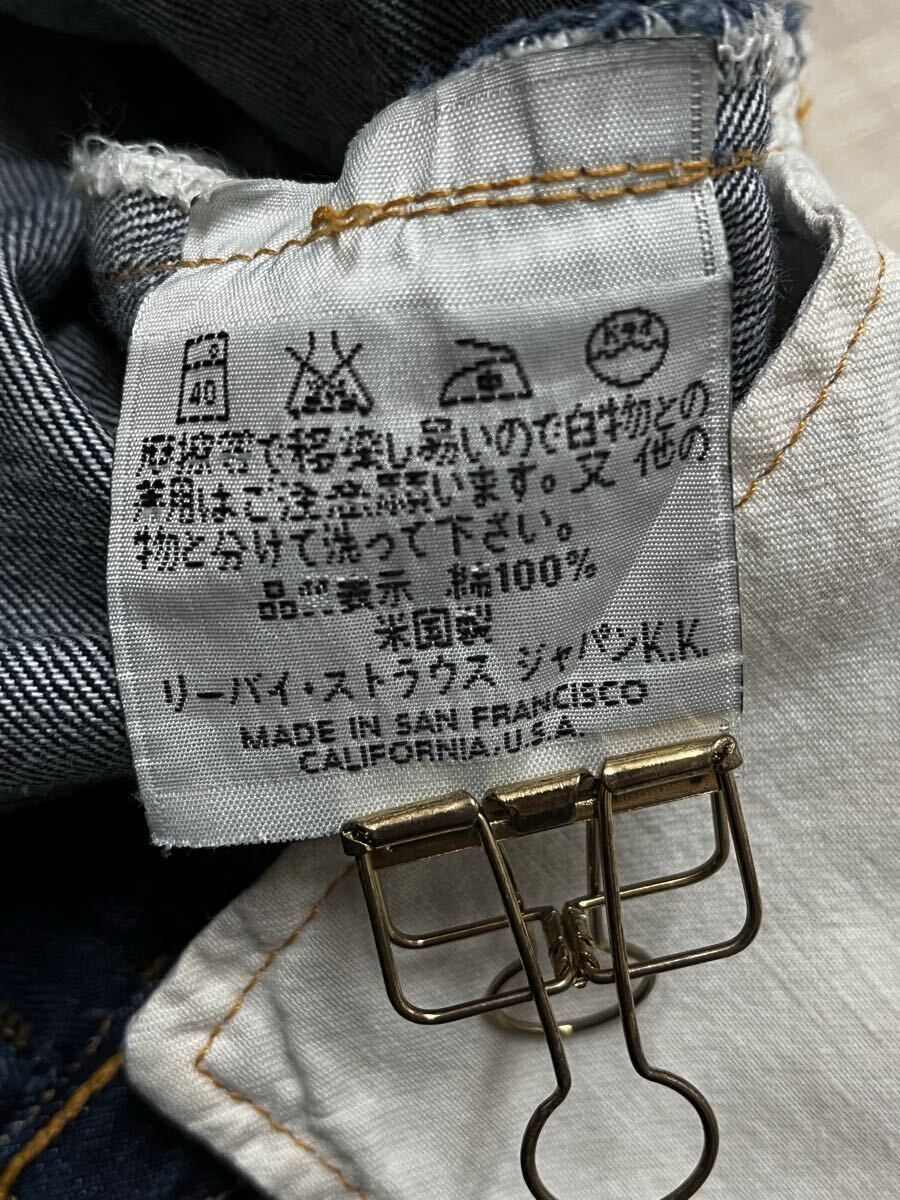 40 中 ドライ
摩擦等で移染し易いので白物との
着用はご注意願います。又 他の
物と分けて洗って下さい。
品質表示 綿100%
米国製
リーバイ・ストラウス ジャパンK.K.
MADE IN SAN FRANCISCO
CALIFORNIA.U.S.A.